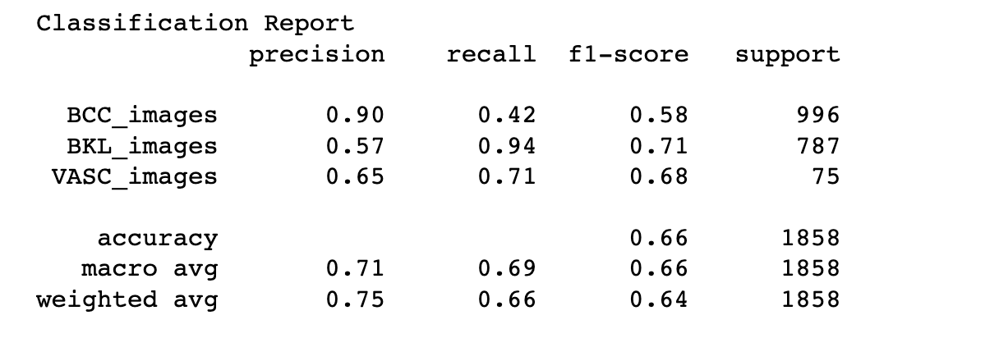 Classification Report
precision recall f1-score support
BCC_images 0.90 0.42 0.58 996
BKL_images 0.57 0.94 0.71 787
VASC_images 0.65 0.71 0.68 75
accuracy 0.66 1858
macro avg 0.71 0.69 0.66 1858
weighted avg 0.75 0.66 0.64 1858